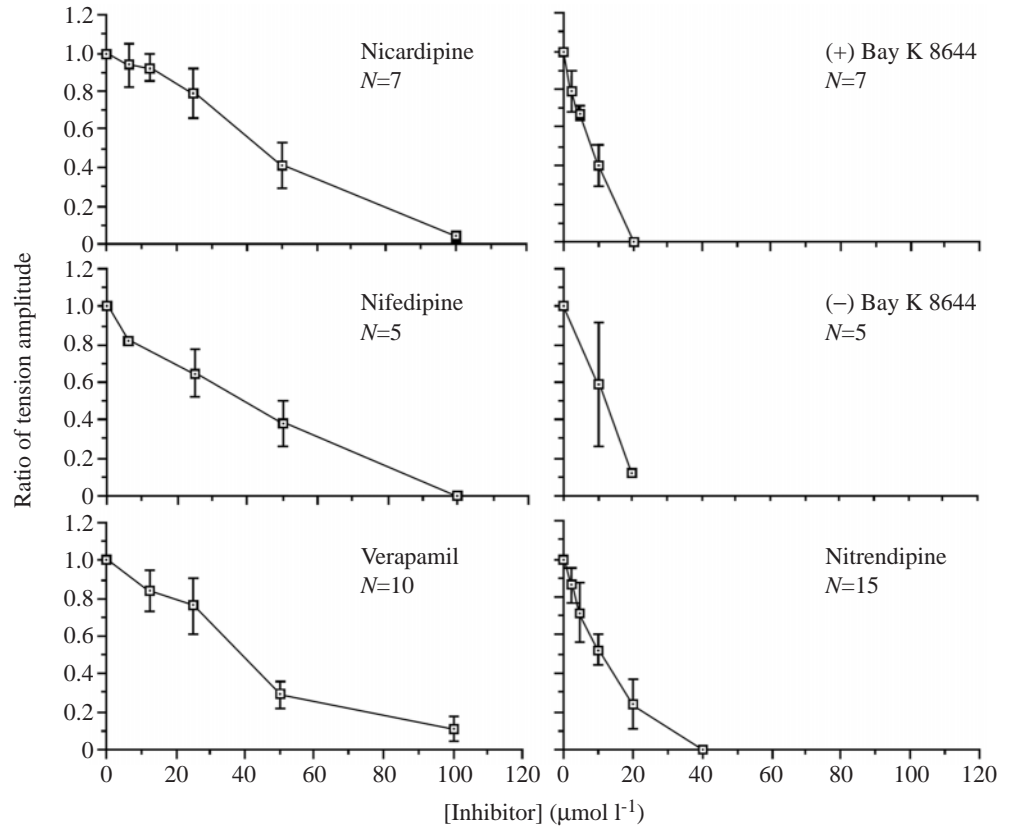 1.2
1.0
0.8
0.6
0.4
0.2
0
Nicardipine
N=7
(+) Bay K 8644
N=7
1.2
1.0
0.8
0.6
0.4
0.2
0
Nifedipine
N=5
(−) Bay K 8644
N=5
1.2
1.0
0.8
0.6
0.4
0.2
0
Verapamil
N=10
Nitrendipine
N=15
0 20 40 60 80 100 120
0 20 40 60 80 100 120
Ratio of tension amplitude
[Inhibitor] (μmol l⁻¹)